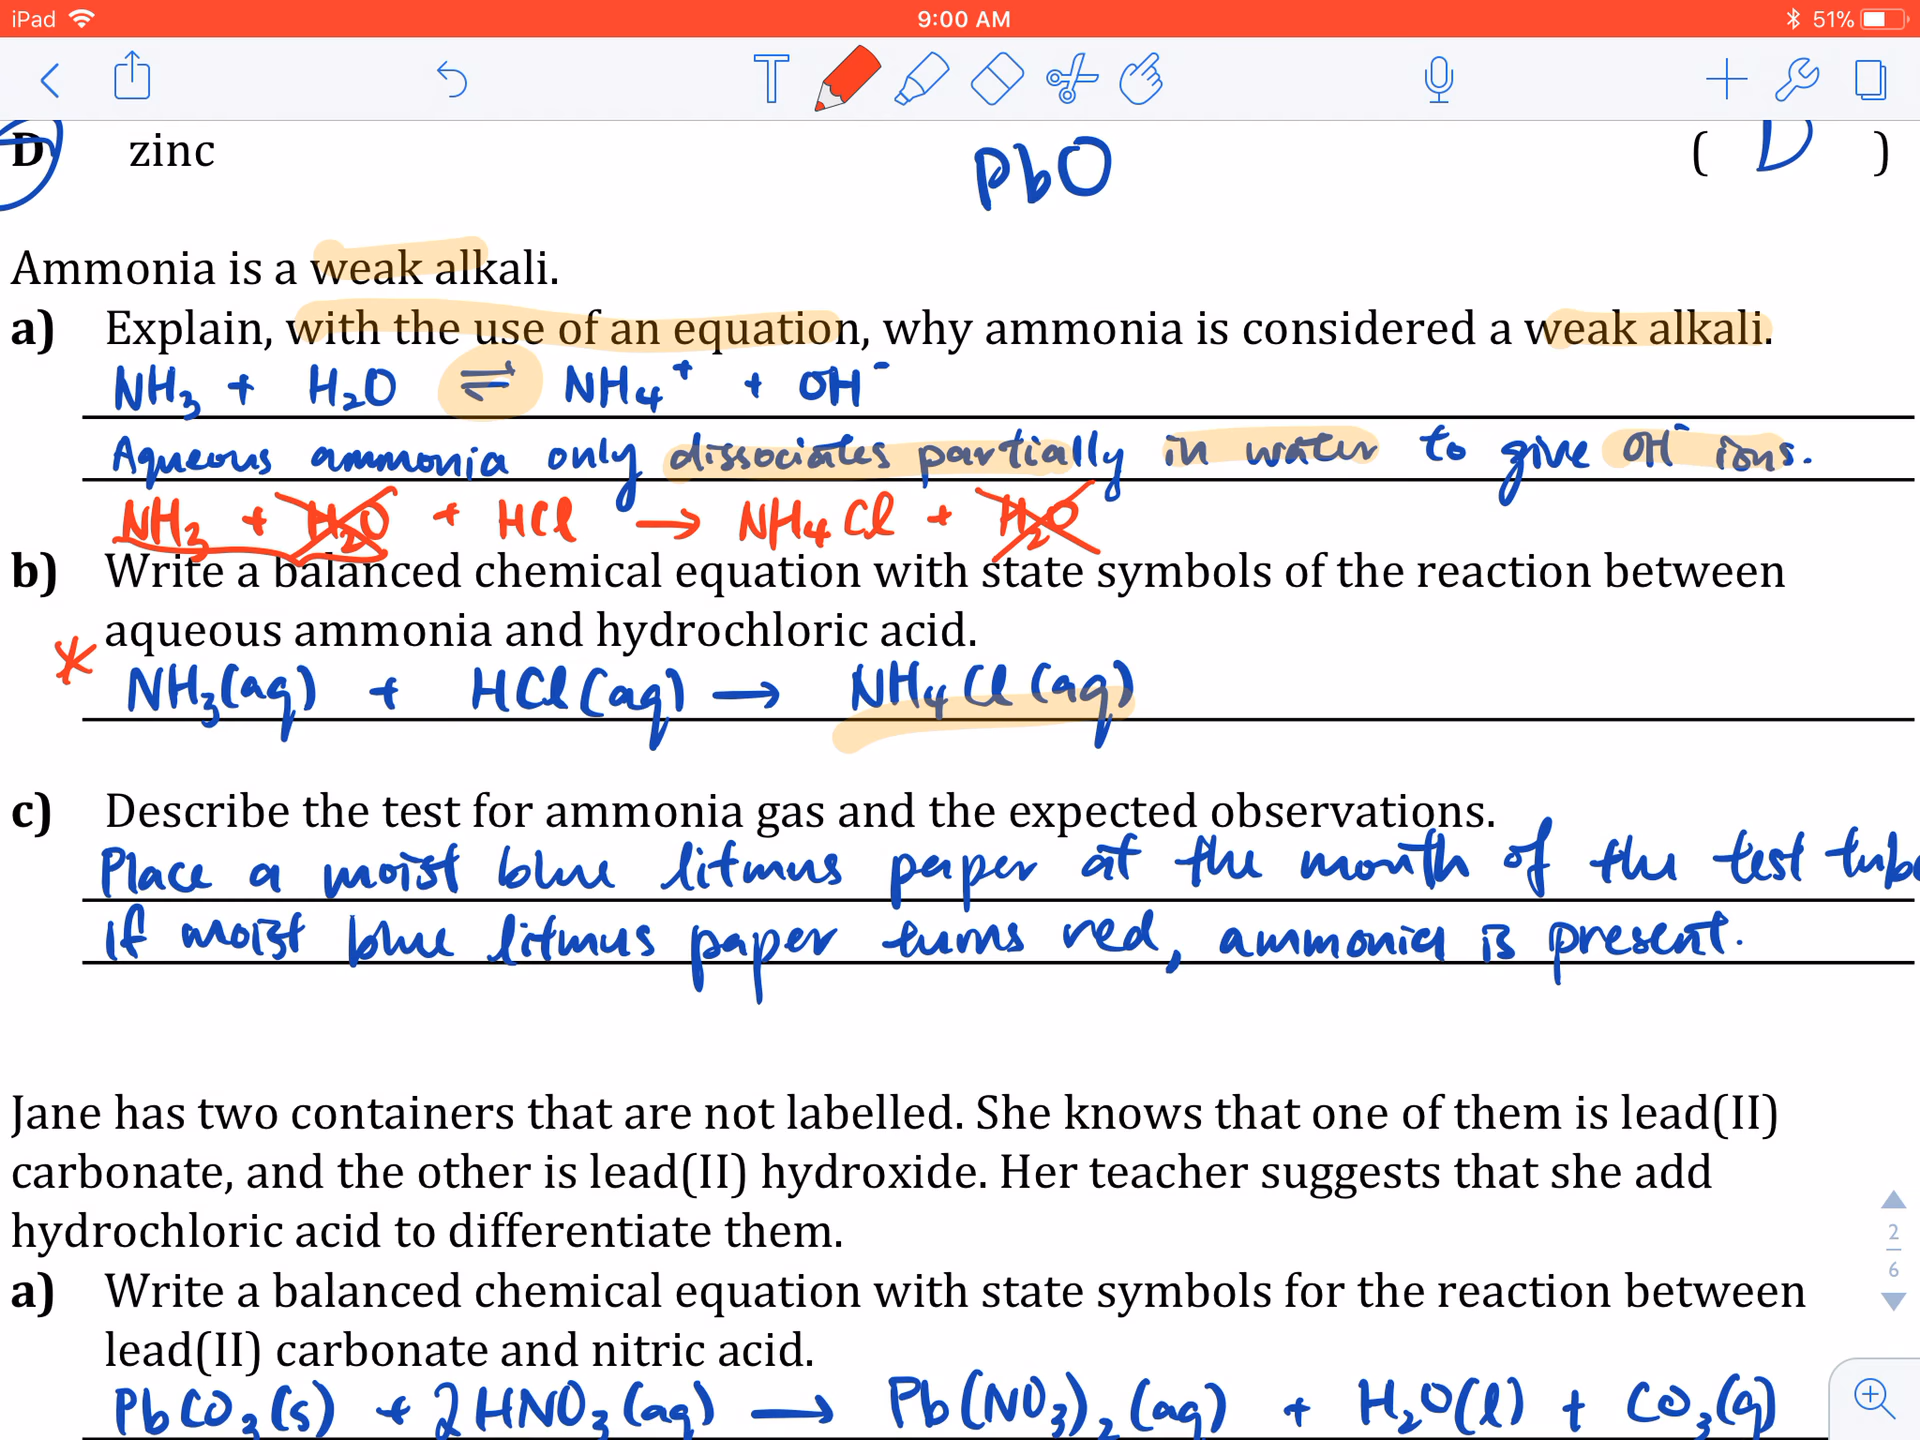 iPad 9:00 AM 51%
T
D zinc PbO ( D )
Ammonia is a weak alkali.
a) Explain, with the use of an equation, why ammonia is considered a weak alkali.
NH₃ + H₂O ⇌ NH₄⁺ + OH⁻
Aqueous ammonia only dissociates partially in water to give OH⁻ ions.
NH₃ + H₂O + HCl → NH₄Cl + H₂O
b) Write a balanced chemical equation with state symbols of the reaction between
* aqueous ammonia and hydrochloric acid.
NH₃(aq) + HCl(aq) → NH₄Cl(aq)
c) Describe the test for ammonia gas and the expected observations.
Place a moist blue litmus paper at the mouth of the test tube
If moist blue litmus paper turns red, ammonia is present.
Jane has two containers that are not labelled. She knows that one of them is lead(II)
carbonate, and the other is lead(II) hydroxide. Her teacher suggests that she add
hydrochloric acid to differentiate them.
2
6
a) Write a balanced chemical equation with state symbols for the reaction between
lead(II) carbonate and nitric acid.
PbCO₃(s) + 2HNO₃(aq) → Pb(NO₃)₂(aq) + H₂O(l) + CO₃(g)